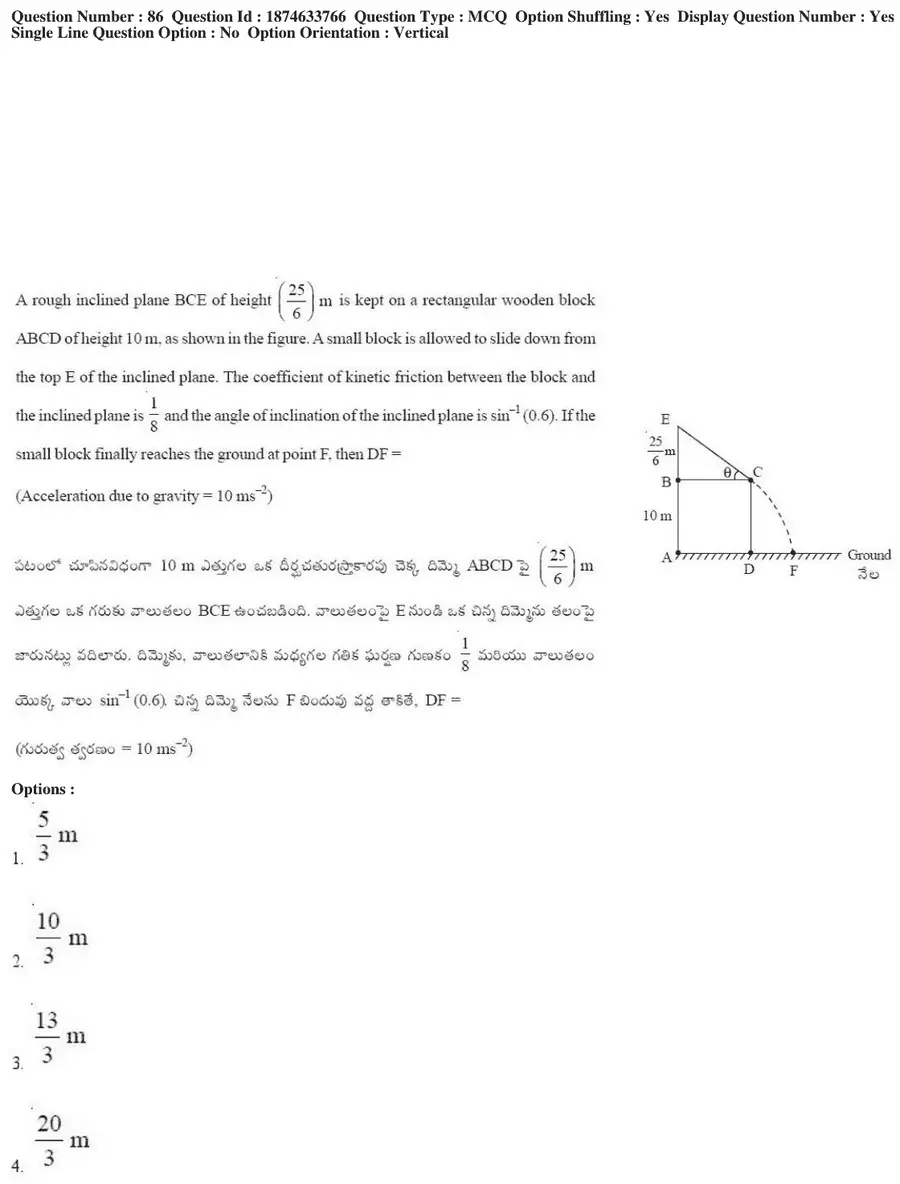 Question Number : 86 Question Id : 1874633766 Question Type : MCQ Option Shuffling : Yes Display Question Number : Yes
Single Line Question Option : No Option Orientation : Vertical
A rough inclined plane BCE of height (25/6) m is kept on a rectangular wooden block
ABCD of height 10 m, as shown in the figure. A small block is allowed to slide down from
the top E of the inclined plane. The coefficient of kinetic friction between the block and
the inclined plane is 1/8 and the angle of inclination of the inclined plane is sin⁻¹ (0.6). If the
small block finally reaches the ground at point F, then DF =
(Acceleration due to gravity = 10 ms⁻²)
E
25/6 m
B
θ
C
10 m
A
D
F
Ground
నేల
పటంలో చూపినవిధంగా 10 m ఎత్తుగల ఒక దీర్ఘచతురస్రాకారపు చెక్క దిమ్మె ABCD పై (25/6) m
ఎత్తుగల ఒక గరుకు వాలుతలం BCE ఉంచబడింది. వాలుతలంపై E నుండి ఒక చిన్న దిమ్మెను తలంపై
జారునట్లు వదిలారు. దిమ్మెకు, వాలుతలానికి మధ్యగల గతిక ఘర్షణ గుణకం 1/8 మరియు వాలుతలం
యొక్క వాలు sin⁻¹ (0.6). చిన్న దిమ్మె నేలను F బిందువు వద్ద తాకితే, DF =
(గురుత్వ త్వరణం = 10 ms⁻²)
Options :
1. 5/3 m
2. 10/3 m
3. 13/3 m
4. 20/3 m